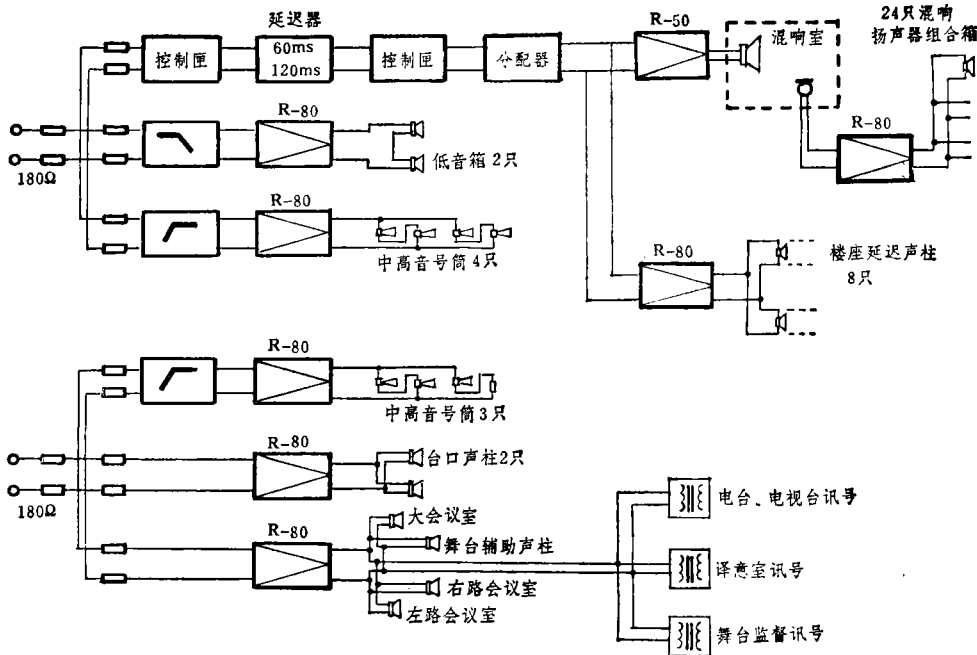 延迟器
R-50
24只混响
扬声器组合箱
控制匣
60ms
120ms
控制匣
分配器
混响室
R-80
R-80
低音箱 2只
180Ω
R-80
中高音号筒4只
R-80
楼座延迟声柱
8只
R-80
中高音号筒3只
R-80
台口声柱2只
180Ω
R-80
大会议室
舞台辅助声柱
右路会议室
左路会议室
电台、电视台讯号
译意室讯号
舞台监督讯号